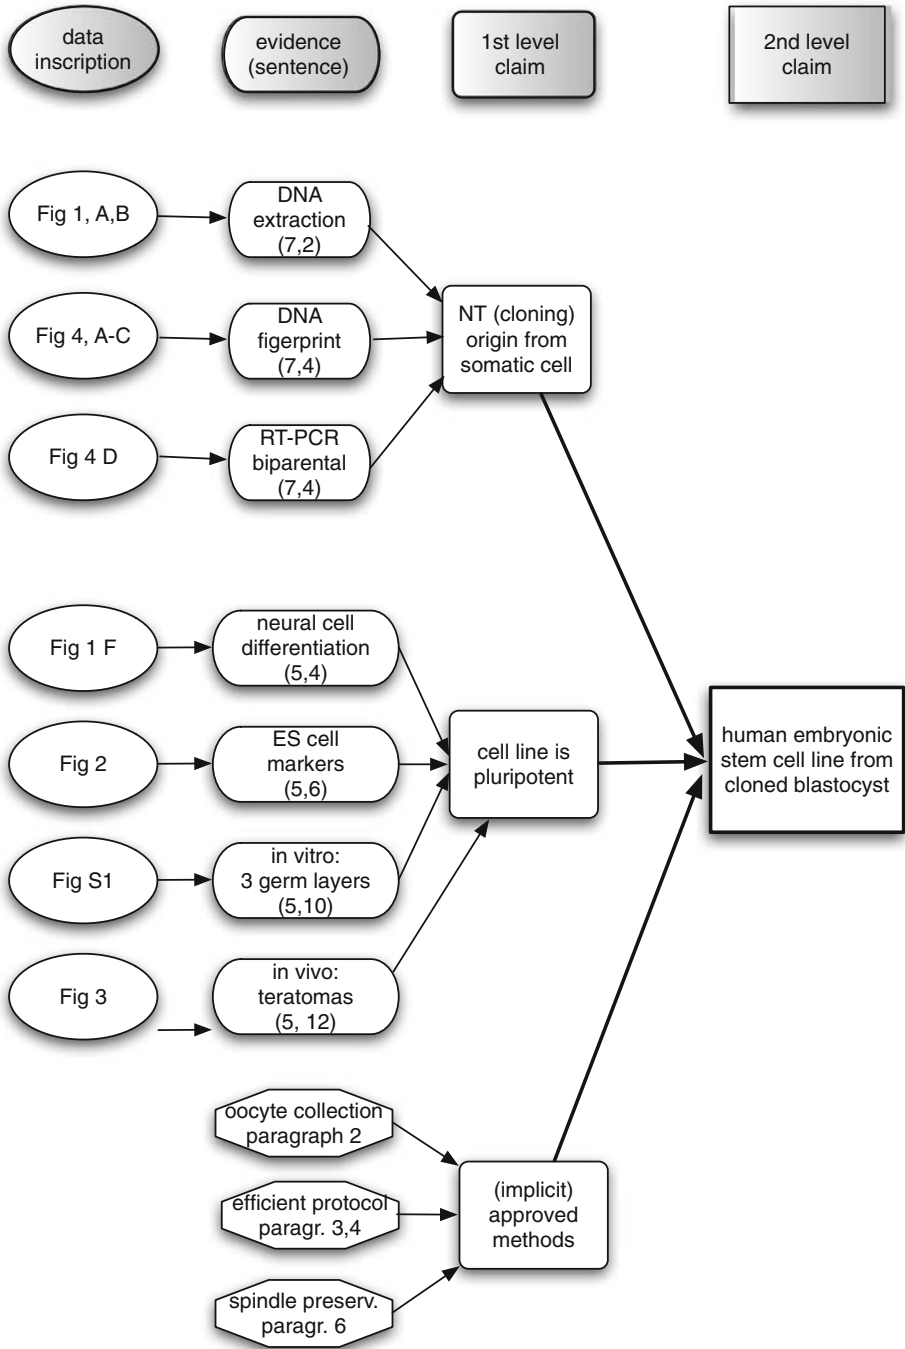 data
inscription
evidence
(sentence)
1st level
claim
2nd level
claim
Fig 1, A,B
DNA
extraction
(7,2)
Fig 4, A-C
DNA
figerprint
(7,4)
Fig 4 D
RT-PCR
biparental
(7,4)
NT (cloning)
origin from
somatic cell
Fig 1 F
neural cell
differentiation
(5,4)
Fig 2
ES cell
markers
(5,6)
Fig S1
in vitro:
3 germ layers
(5,10)
Fig 3
in vivo:
teratomas
(5, 12)
cell line is
pluripotent
human embryonic
stem cell line from
cloned blastocyst
oocyte collection
paragraph 2
efficient protocol
paragr. 3,4
spindle preserv.
paragr. 6
(implicit)
approved
methods